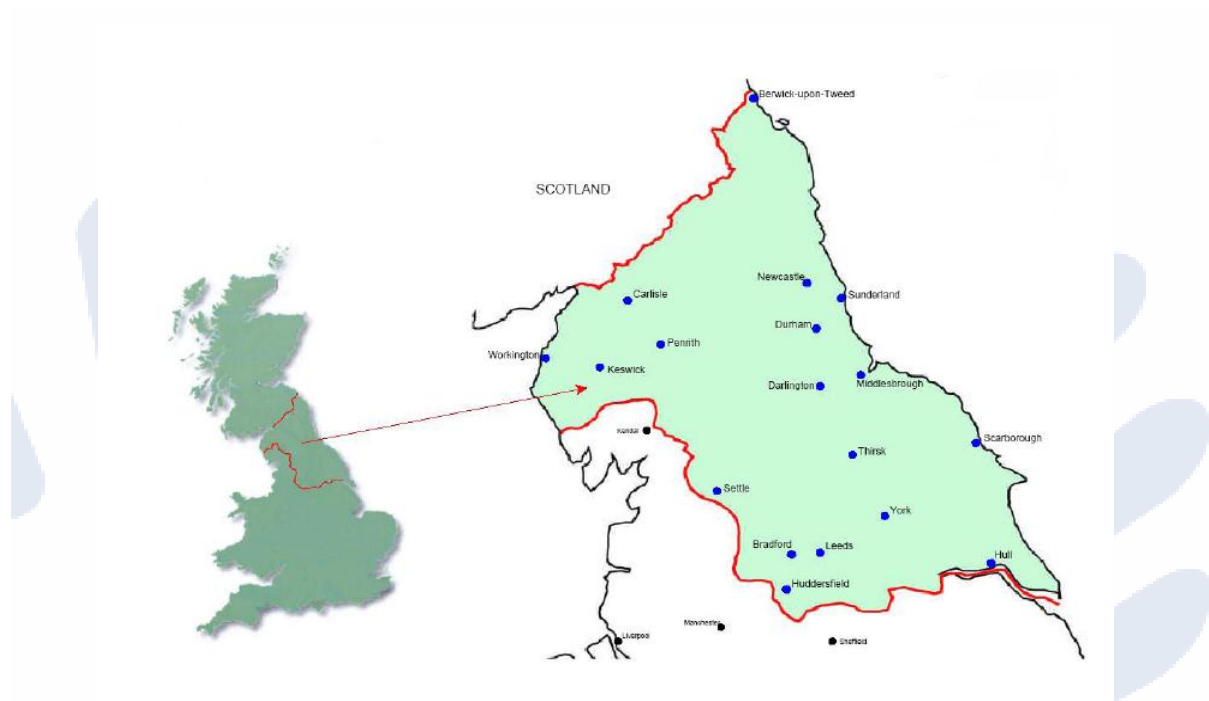 Berwick-upon-Tweed
SCOTLAND
Newcastle
Carlisle
Sunderland
Durham
Penrith
Workington
Keswick
Middlesbrough
Darlington
Kendal
Scarborough
Thirsk
Settle
York
Bradford
Leeds
Hull
Huddersfield
Manchester
Liverpool
Sheffield